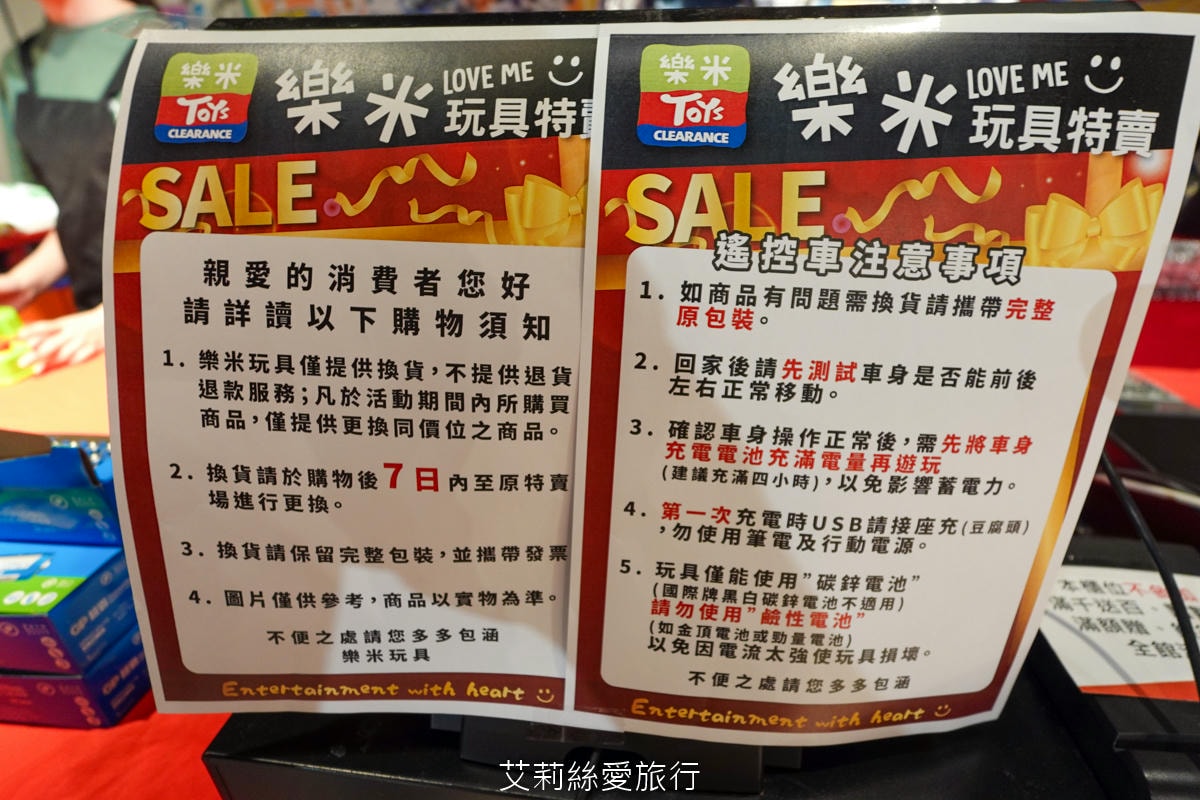 樂米
TOYS
CLEARANCE
樂米 LOVE ME
玩具特賣
SALE
親愛的消費者您好
請詳讀以下購物須知
1. 樂米玩具僅提供換貨，不提供退貨
退款服務；凡於活動期間內所購買
商品，僅提供更換同價位之商品。
2. 換貨請於購物後7日內至原特賣
場進行更換。
3. 換貨請保留完整包裝，並攜帶發票
4. 圖片僅供參考，商品以實物為準。
不便之處請您多多包涵
樂米玩具
Entertainment with heart
樂米
TOYS
CLEARANCE
樂米 LOVE ME
玩具特賣
SALE
遙控車注意事項
1. 如商品有問題需換貨請攜帶完整
原包裝。
2. 回家後請先測試車身是否能前後
左右正常移動。
3. 確認車身操作正常後，需先將車身
充電電池充滿電量再遊玩
(建議充滿四小時)，以免影響蓄電力。
4. 第一次充電時USB請接座充(豆腐頭)
，勿使用筆電及行動電源。
5. 玩具僅能使用”碳鋅電池”
(國際牌黑白碳鋅電池不適用)
請勿使用”鹼性電池”
(如金頂電池或勁量電池)
以免因電流太強使玩具損壞。
不便之處請您多多包涵
Entertainment with heart
GP
本櫃位不
滿千送百
滿額贈
全館
艾莉絲愛旅行